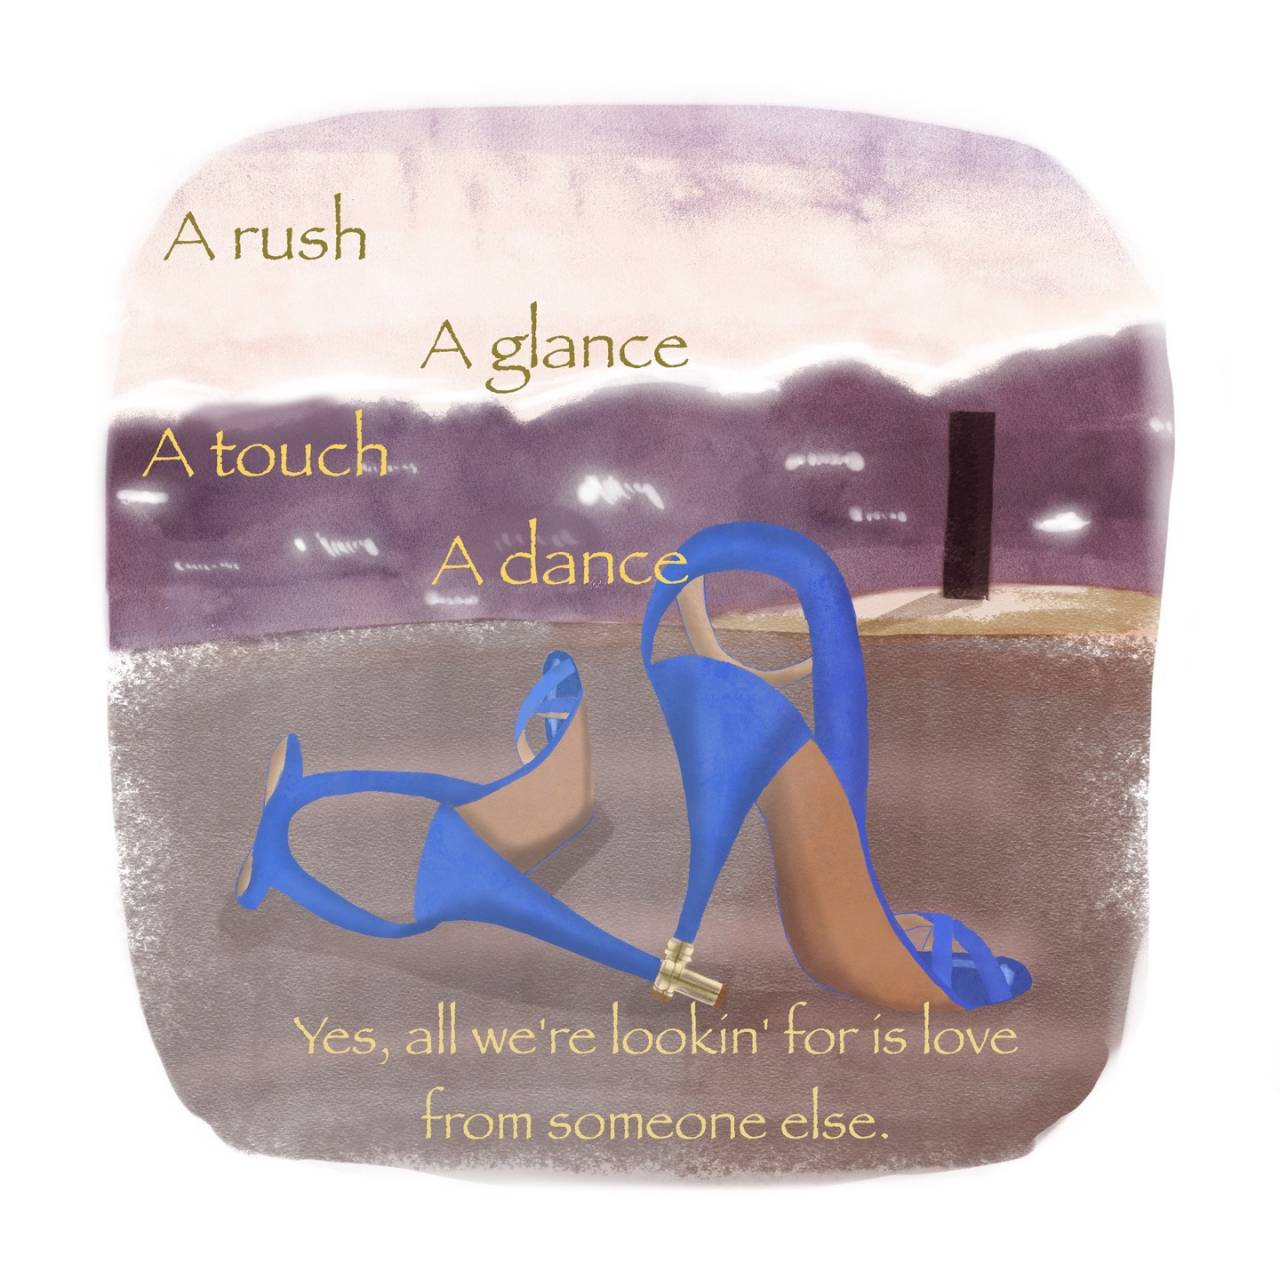 A rush
A glance
A touch
A dance
Yes, all we're lookin' for is love
from someone else.